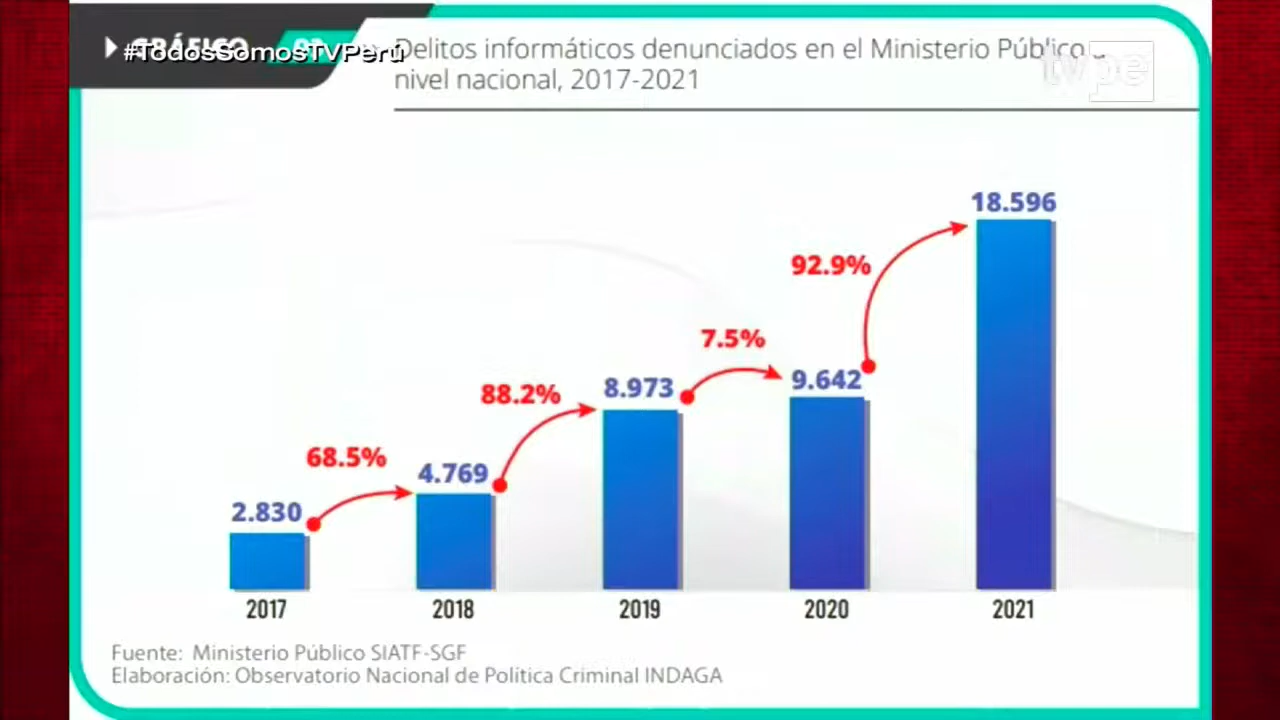 GRÁFICO 02
#TodosSomosTVPerú
Delitos informáticos denunciados en el Ministerio Público a
nivel nacional, 2017-2021
tvpe
18.596
92.9%
7.5%
9.642
8.973
88.2%
4.769
68.5%
2.830
2017 2018 2019 2020 2021
Fuente: Ministerio Público SIATF-SGF
Elaboración: Observatorio Nacional de Política Criminal INDAGA